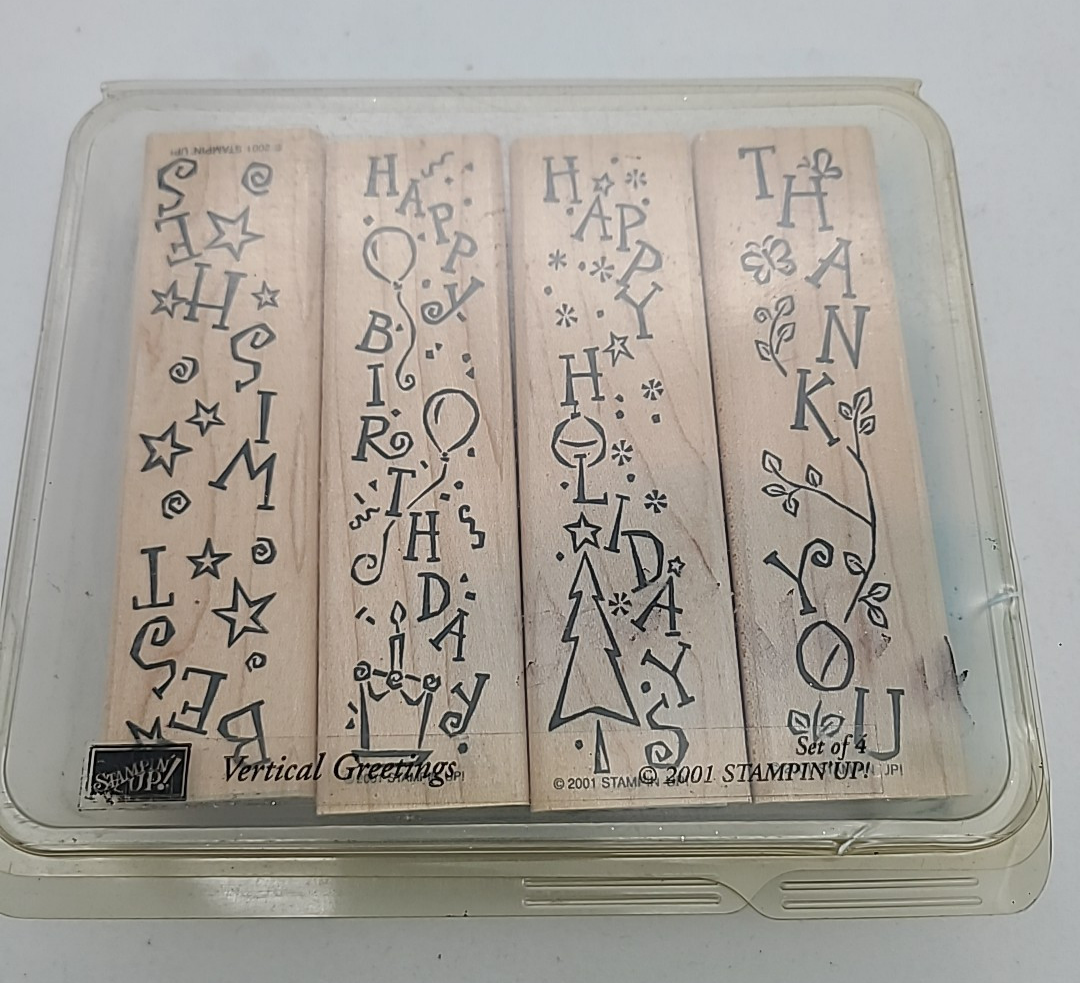 BEST WISHES
© 2001 STAMPIN' UP!
HAPPY BIRTHDAY
HAPPY HOLIDAYS
© 2001 STAMPIN' UP!
THANK YOU
STAMPIN' UP!
Vertical Greetings
Set of 4
© 2001 STAMPIN' UP!